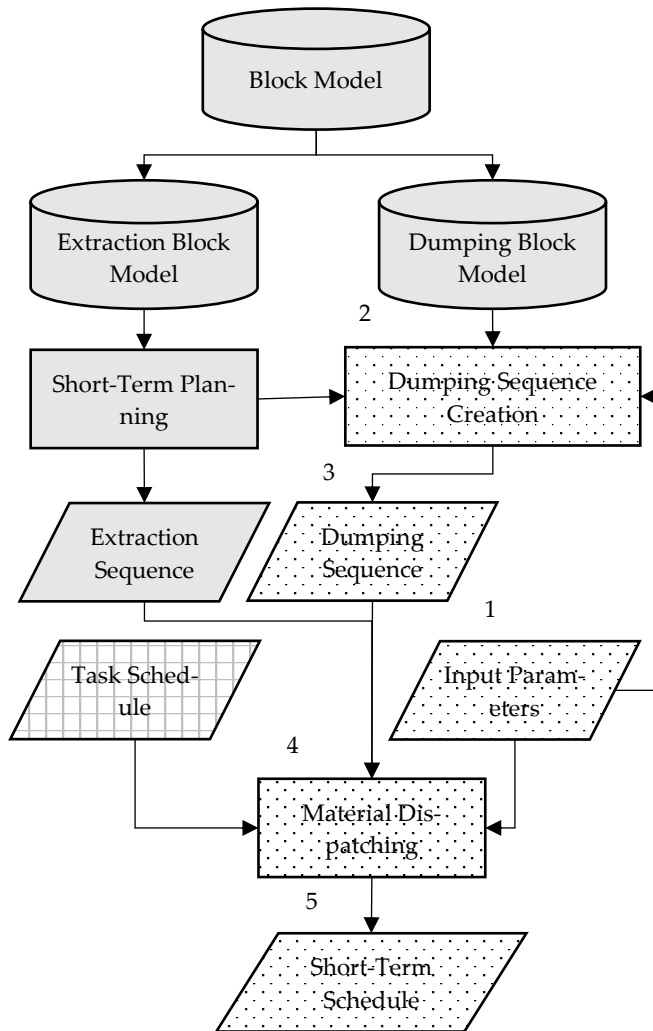 Block Model
Extraction Block
Model
Dumping Block
Model
2
Short-Term Plan-
ning
Dumping Sequence
Creation
3
Extraction
Sequence
Dumping
Sequence
1
Task Sched-
ule
Input Param-
eters
4
Material Dis-
patching
5
Short-Term
Schedule